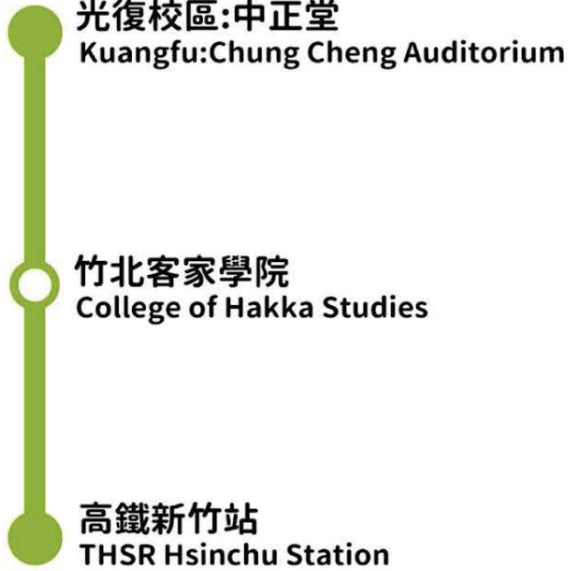 光復校區:中正堂
Kuangfu:Chung Cheng Auditorium
竹北客家學院
College of Hakka Studies
高鐵新竹站
THSR Hsinchu Station